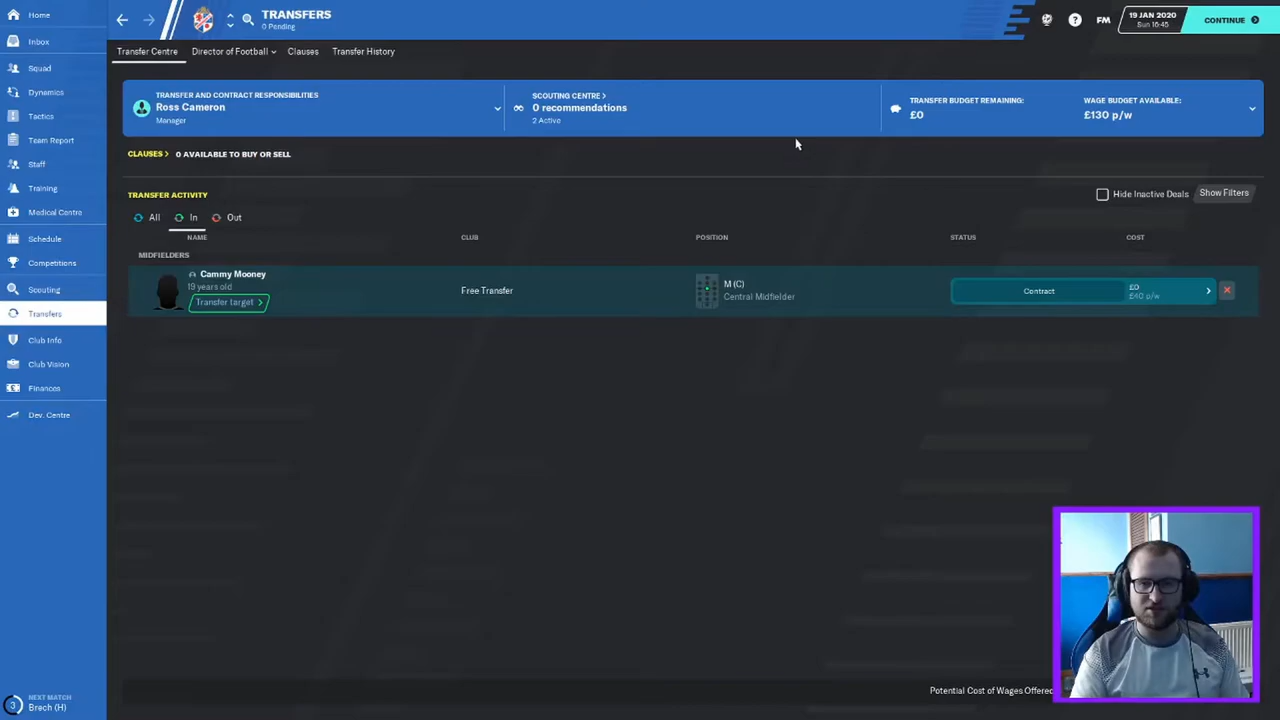 Home
Inbox
Squad
Dynamics
Tactics
Team Report
Staff
Training
Medical Centre
Schedule
Competitions
Scouting
Transfers
Club Info
Club Vision
Finances
Dev. Centre
NEXT MATCH
3
Brech (H)
TRANSFERS
0 Pending
FM
19 JAN 2020
Sun 16:45
CONTINUE
Transfer Centre
Director of Football
Clauses
Transfer History
TRANSFER AND CONTRACT RESPONSIBILITIES
Ross Cameron
Manager
SCOUTING CENTRE >
0 recommendations
2 Active
TRANSFER BUDGET REMAINING:
£0
WAGE BUDGET AVAILABLE:
£130 p/w
CLAUSES > 0 AVAILABLE TO BUY OR SELL
TRANSFER ACTIVITY
Hide Inactive Deals
Show Filters
All
In
Out
NAME CLUB POSITION STATUS COST
MIDFIELDERS
Cammy Mooney
19 years old
Transfer target >
Free Transfer
M (C)
Central Midfielder
Contract
£0
£40 p/w
Potential Cost of Wages Offered